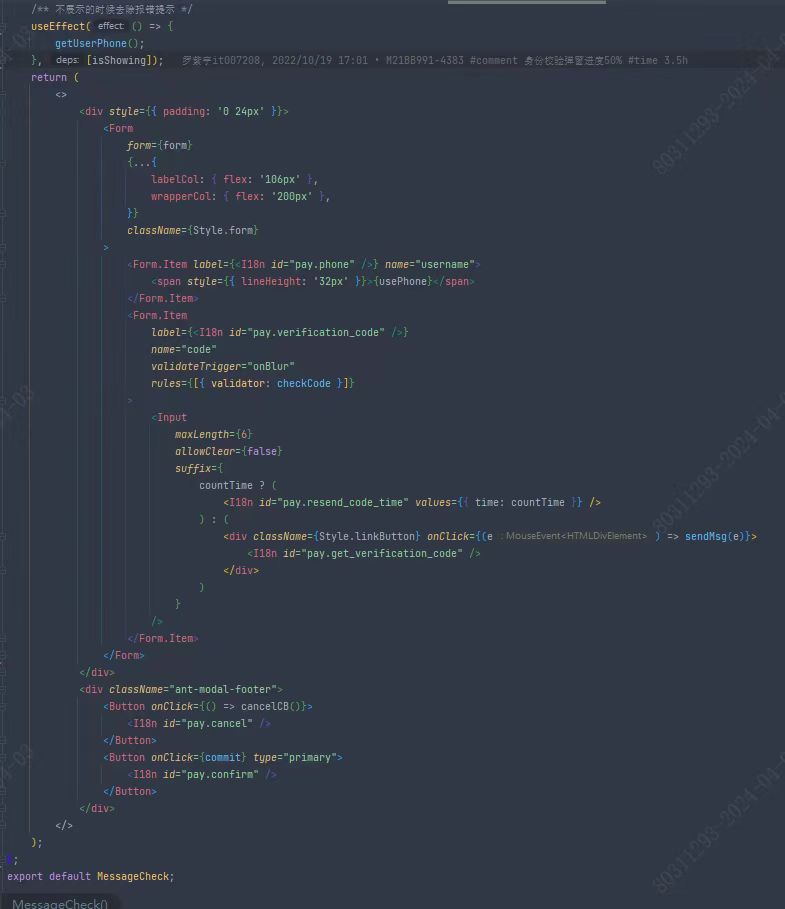 /** 不展示的时候去除报错提示 */
useEffect( effect: () => {
getUserPhone();
}, deps: [isShowing]); 罗紫宇it007208, 2022/10/19 17:01 • M21BB991-4383 #comment 身份校验弹窗进度50% #time 3.5h
return (
<>
<div style={{ padding: '0 24px' }}>
<Form
form={form}
{...{
labelCol: { flex: '106px' },
wrapperCol: { flex: '200px' },
}}
className={Style.form}
>
<Form.Item label={<I18n id="pay.phone" />} name="username">
<span style={{ lineHeight: '32px' }}>{usePhone}</span>
</Form.Item>
<Form.Item
label={<I18n id="pay.verification_code" />}
name="code"
validateTrigger="onBlur"
rules={[{ validator: checkCode }]}
>
<Input
maxLength={6}
allowClear={false}
suffix={
countTime ? (
<I18n id="pay.resend_code_time" values={{ time: countTime }} />
) : (
<div className={Style.linkButton} onClick={(e : MouseEvent<HTMLDivElement> ) => sendMsg(e)}>
<I18n id="pay.get_verification_code" />
</div>
)
}
/>
</Form.Item>
</Form>
</div>
<div className="ant-modal-footer">
<Button onClick={() => cancelCB()}>
<I18n id="pay.cancel" />
</Button>
<Button onClick={commit} type="primary">
<I18n id="pay.confirm" />
</Button>
</div>
</>
);
};
export default MessageCheck;
MessageCheck()